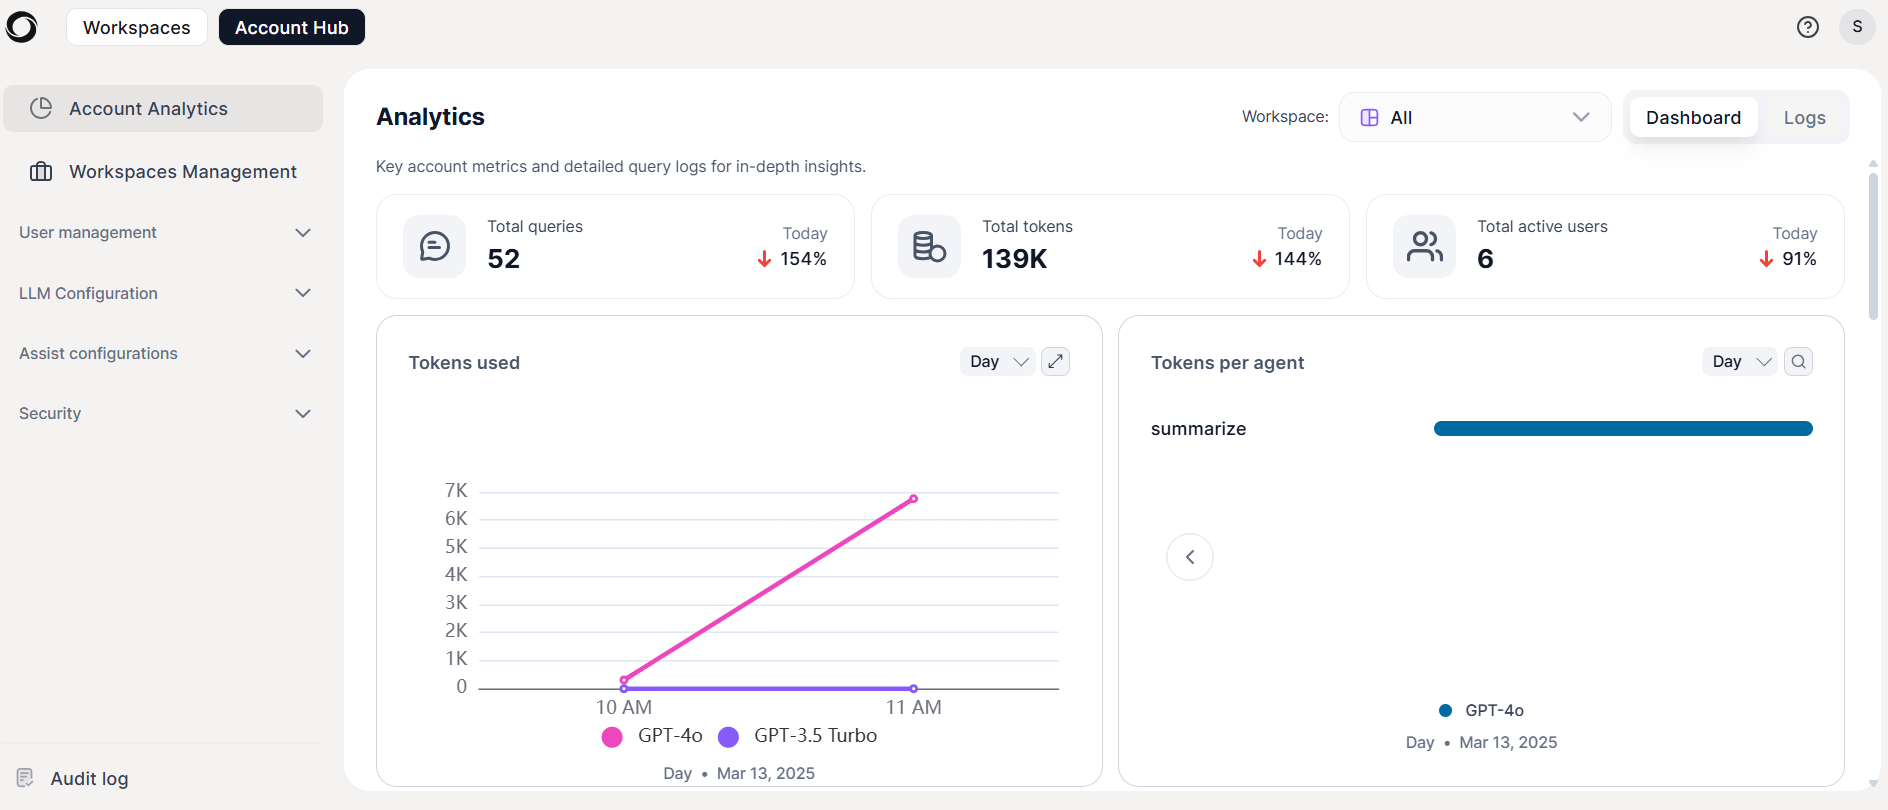 Workspaces
Account Hub
S
Account Analytics
Workspaces Management
User management
LLM Configuration
Assist configurations
Security
Audit log
Analytics
Workspace:
All
Dashboard
Logs
Key account metrics and detailed query logs for in-depth insights.
Total queries
52
Today
154%
Total tokens
139K
Today
144%
Total active users
6
Today
91%
Tokens used
Day
7K
6K
5K
4K
3K
2K
1K
0
10 AM
11 AM
GPT-4o
GPT-3.5 Turbo
Day • Mar 13, 2025
Tokens per agent
Day
summarize
GPT-4o
Day • Mar 13, 2025